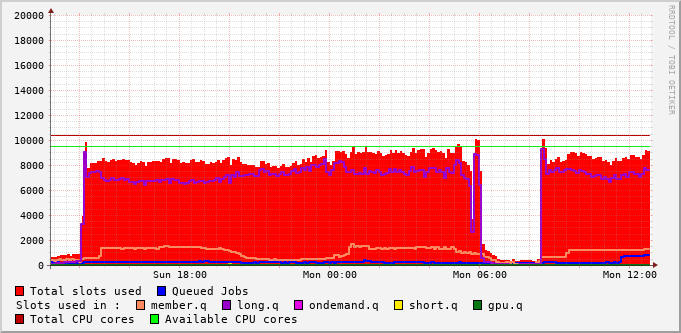 20000
18000
16000
14000
12000
10000
8000
6000
4000
2000
0
Sun 18:00 Mon 00:00 Mon 06:00 Mon 12:00
Total slots used Queued Jobs
Slots used in : member.q long.q ondemand.q short.q gpu.q
Total CPU cores Available CPU cores
RRDTOOL / TOBI OETIKER